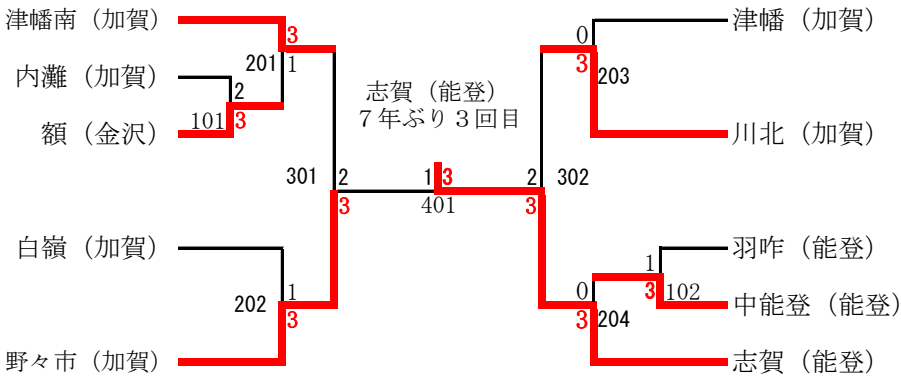 津幡南（加賀）
3
201
1
内灘（加賀）
2
額（金沢）
101
3
301
2
3
白嶺（加賀）
202
1
3
野々市（加賀）
志賀（能登）
７年ぶり３回目
1
3
401
津幡（加賀）
0
3
203
川北（加賀）
2
302
3
羽咋（能登）
1
3
102
中能登（能登）
0
3
204
志賀（能登）